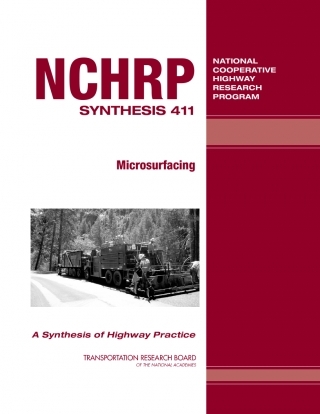 NCHRP
SYNTHESIS 411
NATIONAL
COOPERATIVE
HIGHWAY
RESEARCH
PROGRAM
Microsurfacing
A Synthesis of Highway Practice
TRANSPORTATION RESEARCH BOARD
OF THE NATIONAL ACADEMIES